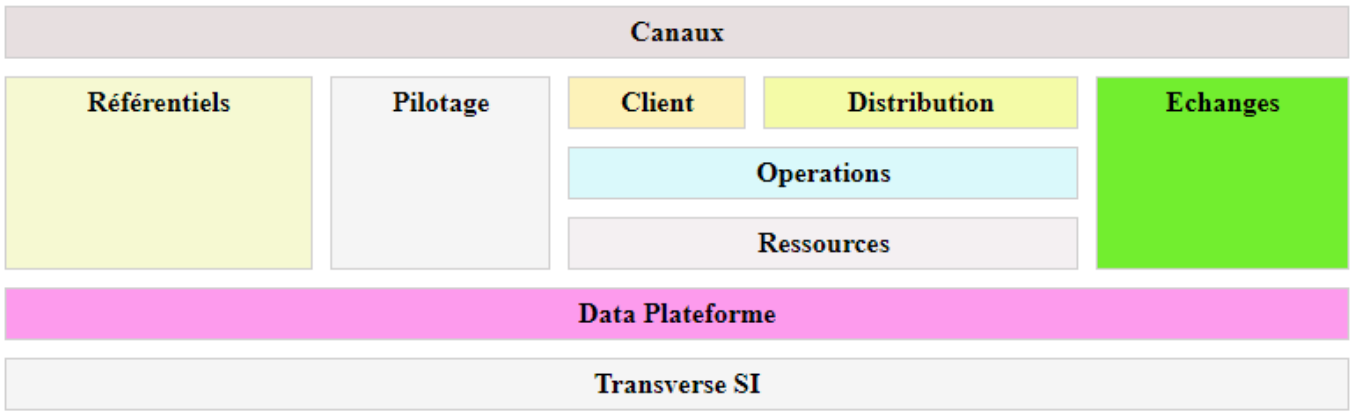 Canaux
Référentiels
Pilotage
Client
Distribution
Echanges
Operations
Ressources
Data Plateforme
Transverse SI